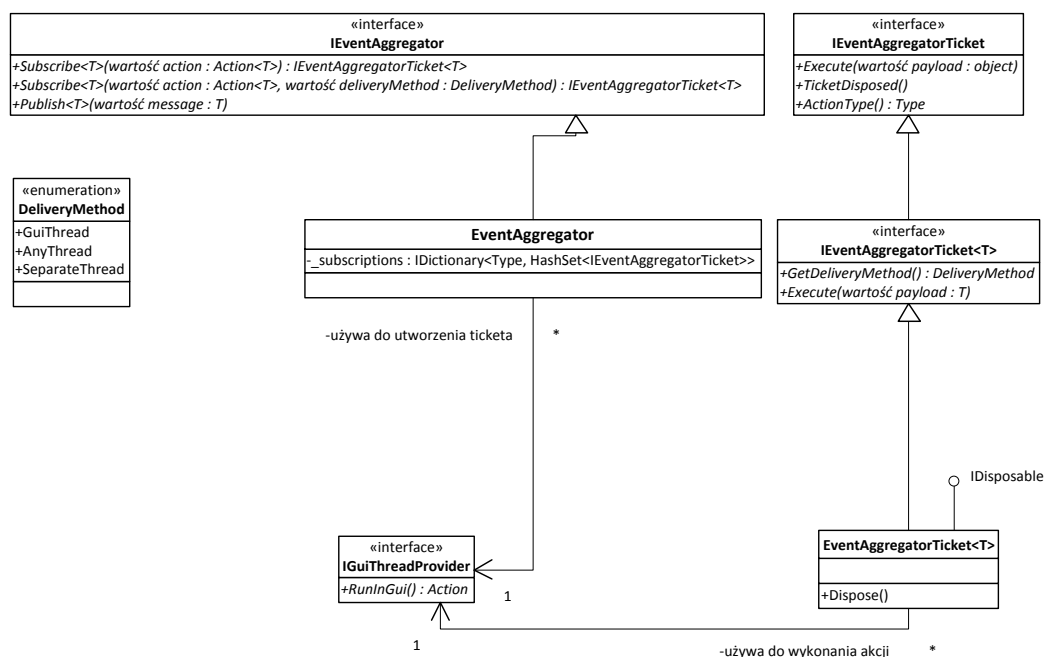 «interface»
IEventAggregator
+Subscribe<T>(wartość action : Action<T>) : IEventAggregatorTicket<T>
+Subscribe<T>(wartość action : Action<T>, wartość deliveryMethod : DeliveryMethod) : IEventAggregatorTicket<T>
+Publish<T>(wartość message : T)
«interface»
IEventAggregatorTicket
+Execute(wartość payload : object)
+TicketDisposed()
+ActionType() : Type
«enumeration»
DeliveryMethod
+GuiThread
+AnyThread
+SeparateThread
EventAggregator
-_subscriptions : IDictionary<Type, HashSet<IEventAggregatorTicket>>
«interface»
IEventAggregatorTicket<T>
+GetDeliveryMethod() : DeliveryMethod
+Execute(wartość payload : T)
-używa do utworzenia ticketa
*
IDisposable
«interface»
IGuiThreadProvider
+RunInGui() : Action
1
EventAggregatorTicket<T>
+Dispose()
1
-używa do wykonania akcji
*